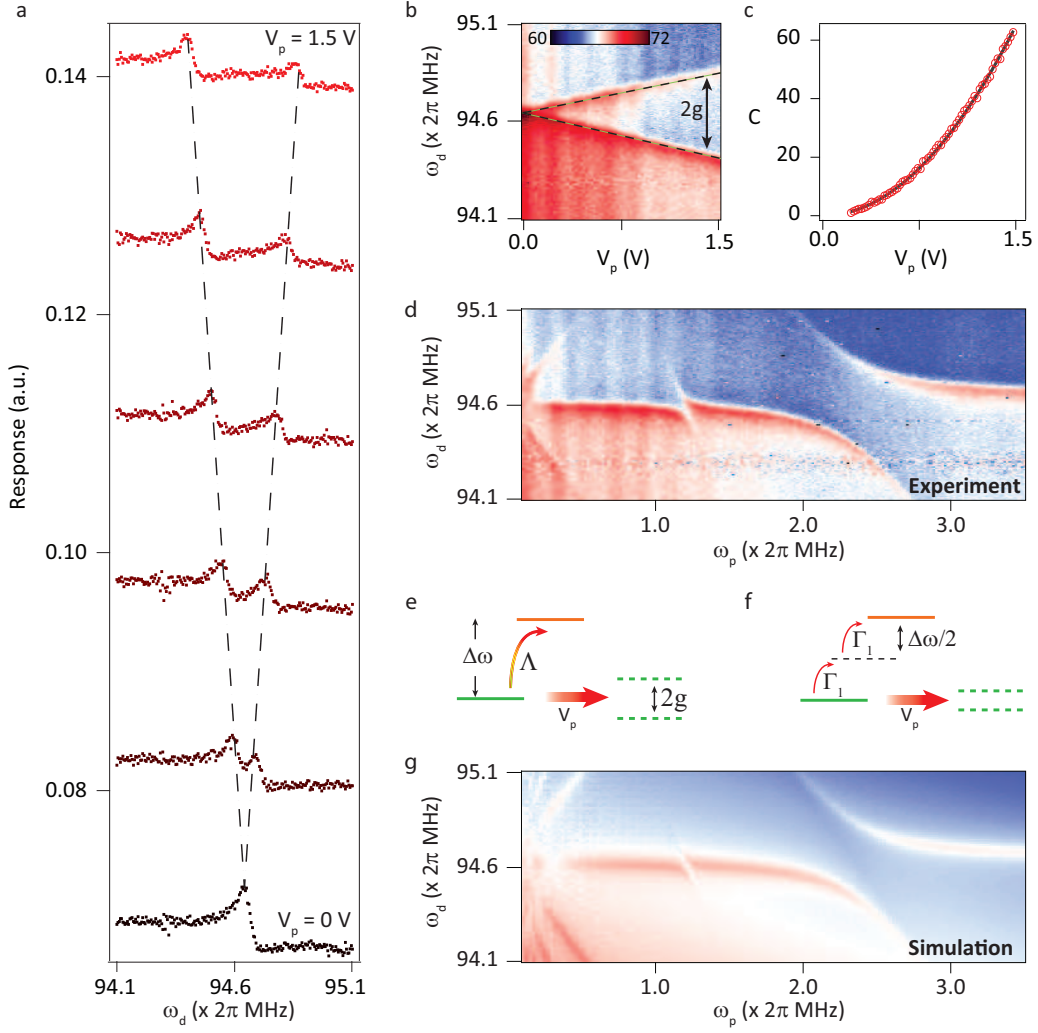 a
V_p = 1.5 V
0.14
0.12
0.10
0.08
Response (a.u.)
V_p = 0 V
94.1
94.6
95.1
ω_d (x 2π MHz)
b
95.1
94.6
94.1
ω_d (x 2π MHz)
60
72
2g
0.0
1.5
V_p (V)
c
60
40
20
0
C
0.0
1.5
V_p (V)
d
95.1
94.6
94.1
ω_d (x 2π MHz)
Experiment
1.0
2.0
3.0
ω_p (x 2π MHz)
e
Δω
Λ
V_p
2g
f
Γ_1
Γ_1
Δω/2
V_p
g
95.1
94.6
94.1
ω_d (x 2π MHz)
Simulation
1.0
2.0
3.0
ω_p (x 2π MHz)